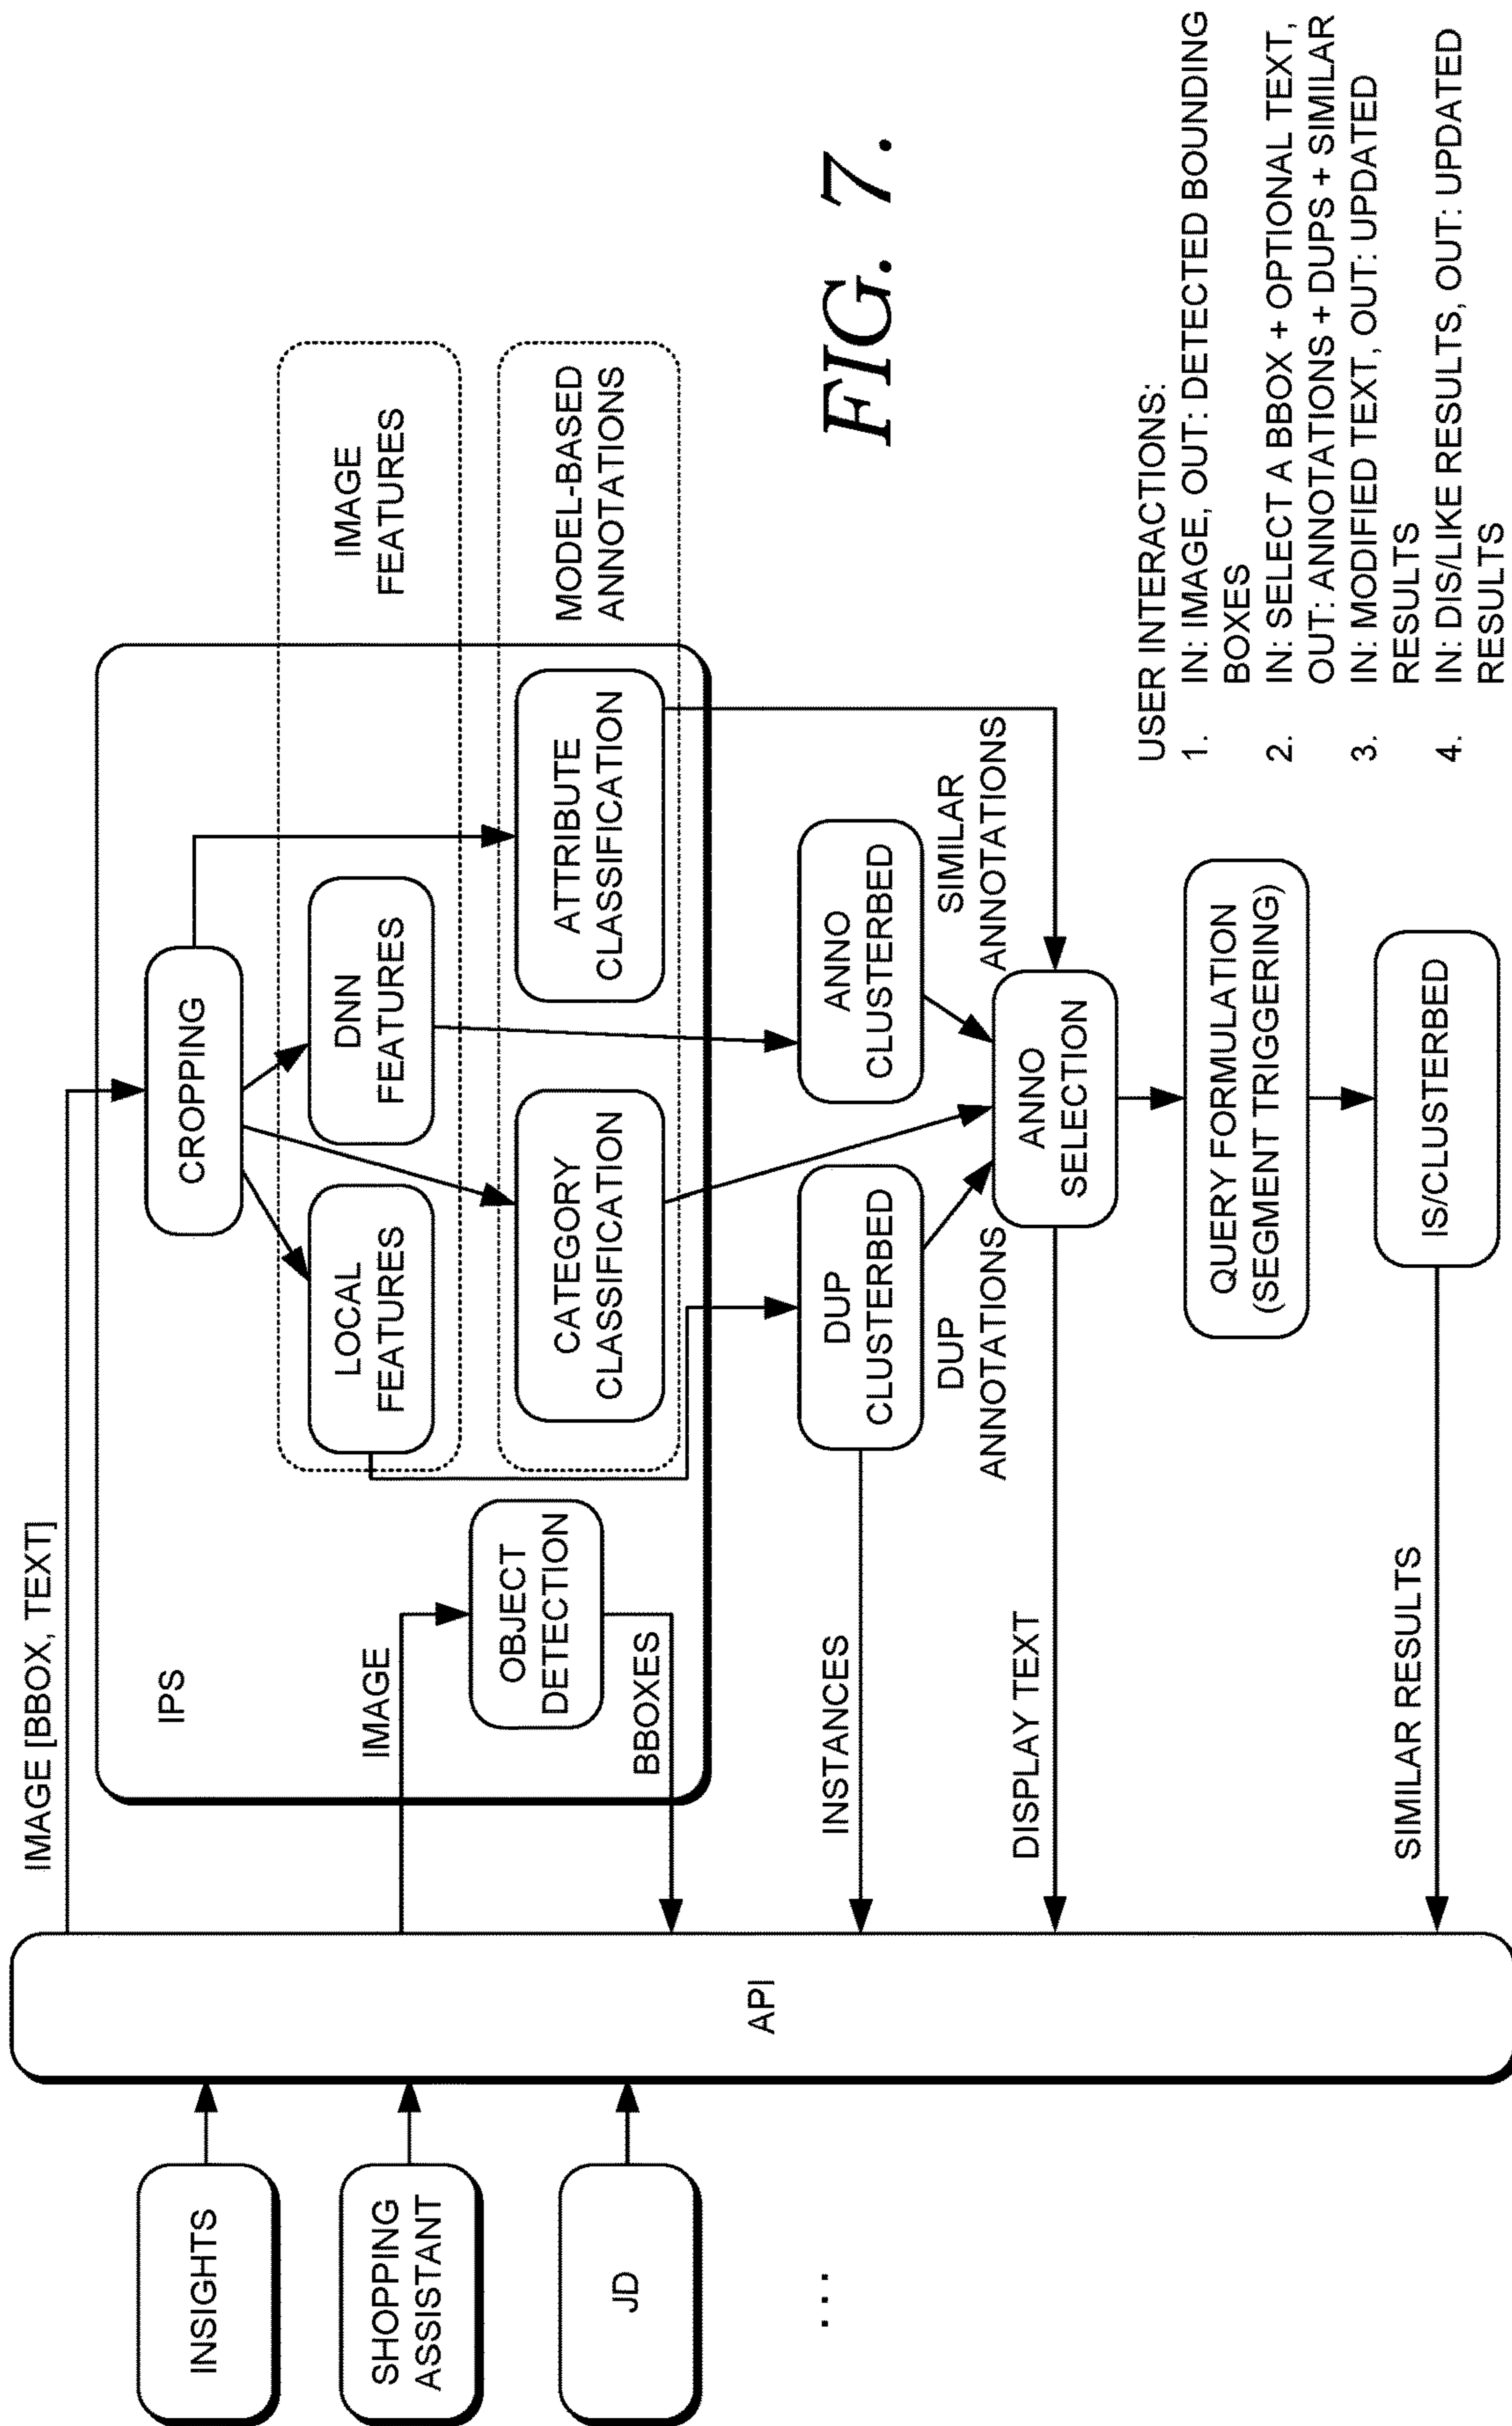 INSIGHTS
SHOPPING
ASSISTANT
JD
. . .
API
IMAGE [BBOX, TEXT]
IPS
IMAGE
OBJECT
DETECTION
BBOXES
CROPPING
LOCAL
FEATURES
DNN
FEATURES
IMAGE
FEATURES
CATEGORY
CLASSIFICATION
ATTRIBUTE
CLASSIFICATION
MODEL-BASED
ANNOTATIONS
INSTANCES
DUP
CLUSTERBED
ANNO
CLUSTERBED
DUP
ANNOTATIONS
SIMILAR
ANNOTATIONS
DISPLAY TEXT
ANNO
SELECTION
QUERY FORMULATION
(SEGMENT TRIGGERING)
SIMILAR RESULTS
IS/CLUSTERBED
FIG. 7.
USER INTERACTIONS:
1. IN: IMAGE, OUT: DETECTED BOUNDING
BOXES
2. IN: SELECT A BBOX + OPTIONAL TEXT,
OUT: ANNOTATIONS + DUPS + SIMILAR
3. IN: MODIFIED TEXT, OUT: UPDATED
RESULTS
4. IN: DIS/LIKE RESULTS, OUT: UPDATED
RESULTS